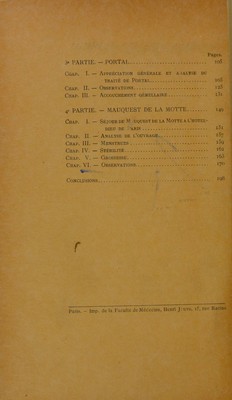 Pages
3e PARTIE. — PORTAL
Chap. I. — Appréciation générale et analyse du
traité de Portal
Chap. II — Observations
Chap. III. — Accouchement gémellaire
4e PARTIE. — MAUQUEST DE LA MOTTE
Chap. I. — Séjour de Mauquest de la Motte a l'hôtel-
dieu de Paris
Chap. II. — Analyse de l'ouvrage
Chap. III. — Menstrues
Chap. IV. — Stérilité
Chap. V. — Grossesse
Chap. VI. — Observations
Conclusions
Paris. — Imp. de la Faculté de Médecine, Henri Jouve, 15, rue Racine